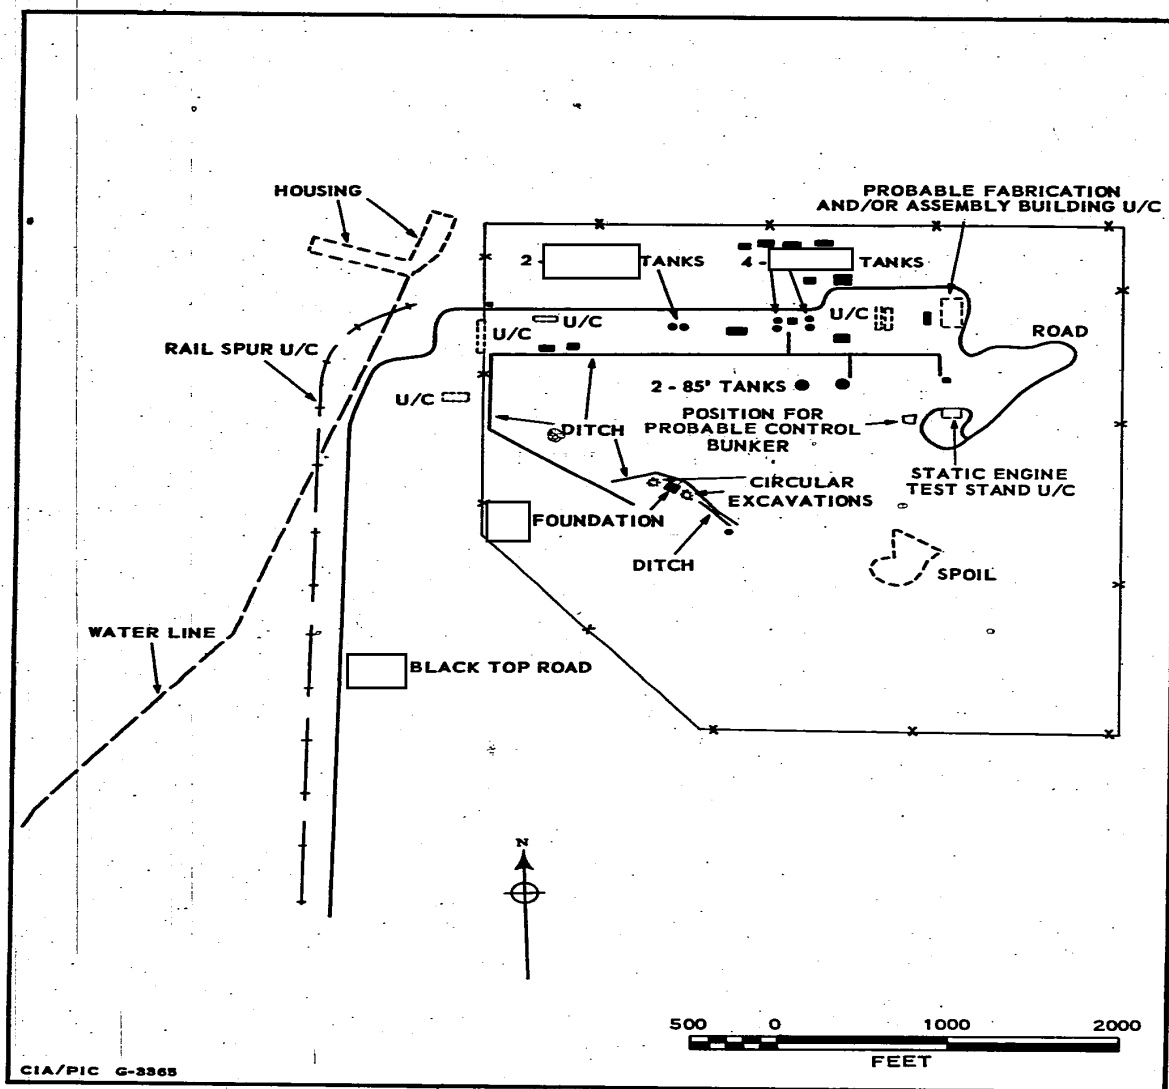 HOUSING
PROBABLE FABRICATION
AND/OR ASSEMBLY BUILDING U/C
2 - TANKS
4 - TANKS
U/C
U/C
U/C
ROAD
RAIL SPUR U/C
U/C
2 - 85' TANKS
POSITION FOR
PROBABLE CONTROL
BUNKER
DITCH
STATIC ENGINE
TEST STAND U/C
CIRCULAR
EXCAVATIONS
FOUNDATION
DITCH
SPOIL
WATER LINE
BLACK TOP ROAD
N
500 0 1000 2000
FEET
CIA/PIC G-3365